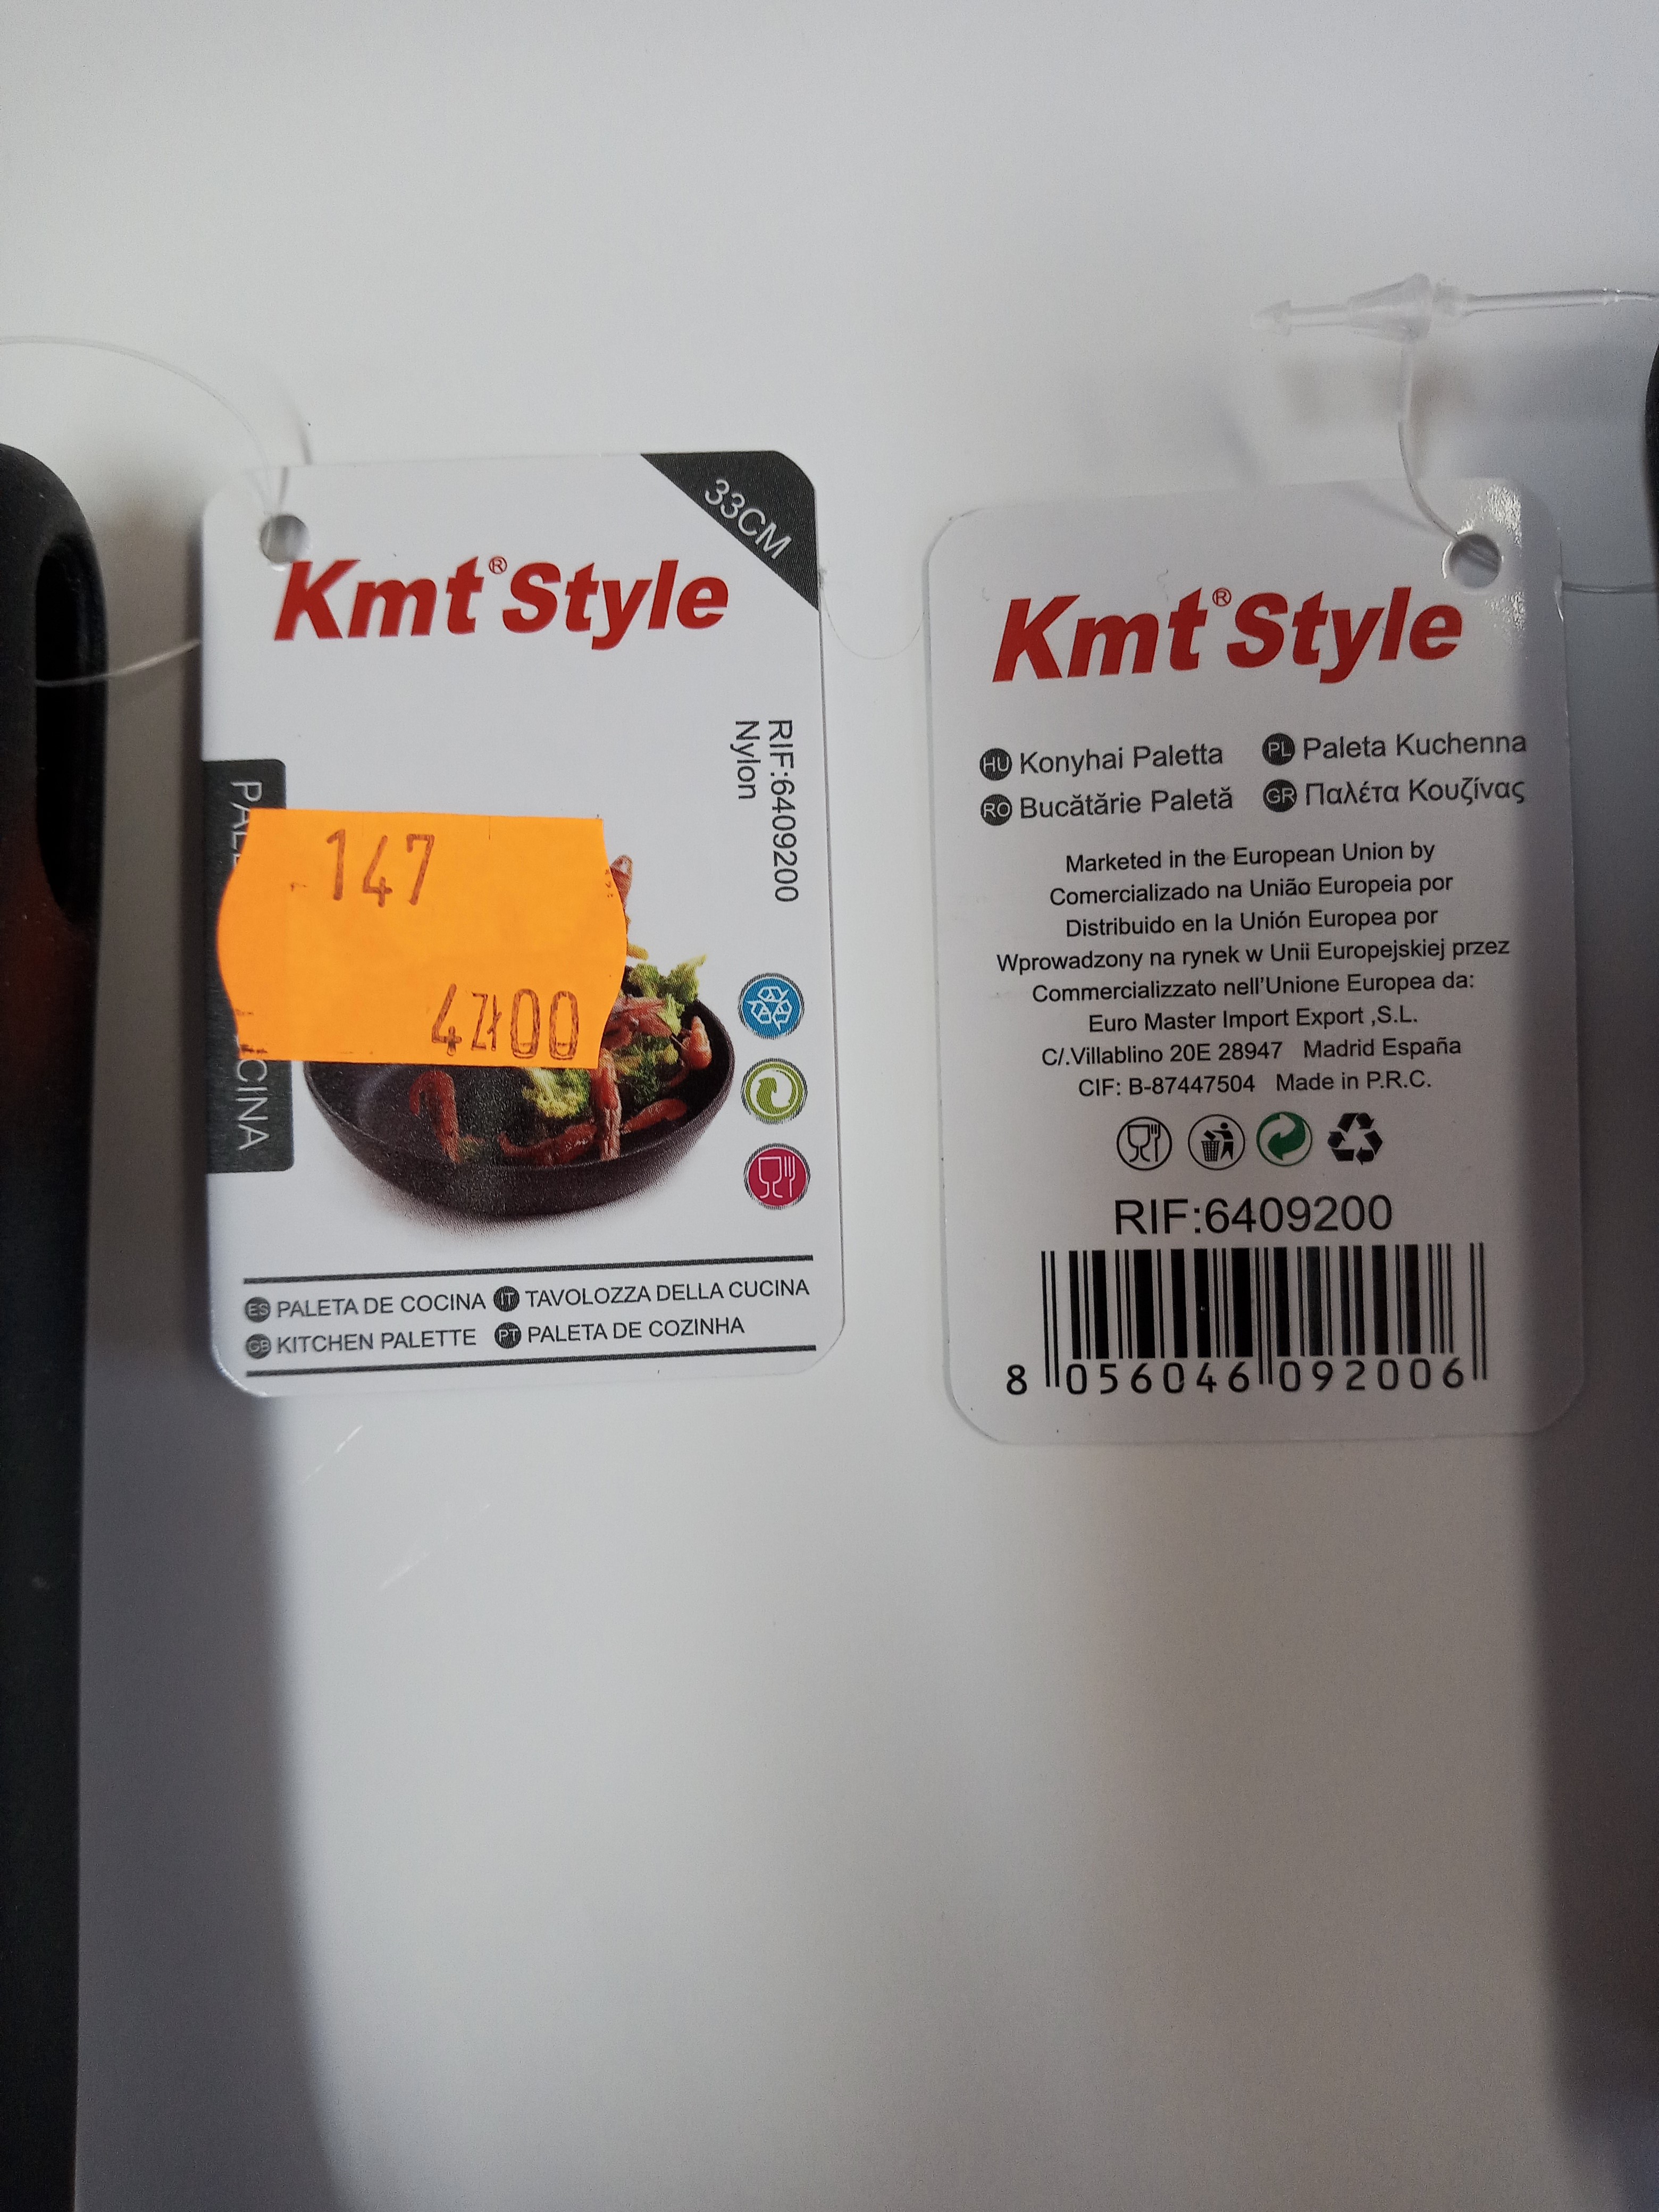 33CM
Kmt® Style
RIF:6409200
Nylon
147
4zł00
CINA
ES PALETA DE COCINA IT TAVOLOZZA DELLA CUCINA
GB KITCHEN PALETTE PT PALETA DE COZINHA
Kmt® Style
HU Konyhai Paletta PL Paleta Kuchenna
RO Bucătărie Paletă GR Παλέτα Κουζίνας
Marketed in the European Union by
Comercializado na União Europeia por
Distribuido en la Unión Europea por
Wprowadzony na rynek w Unii Europejskiej przez
Commercializzato nell'Unione Europea da:
Euro Master Import Export ,S.L.
C/.Villablino 20E 28947 Madrid España
CIF: B-87447504 Made in P.R.C.
RIF:6409200
8 056046 092006